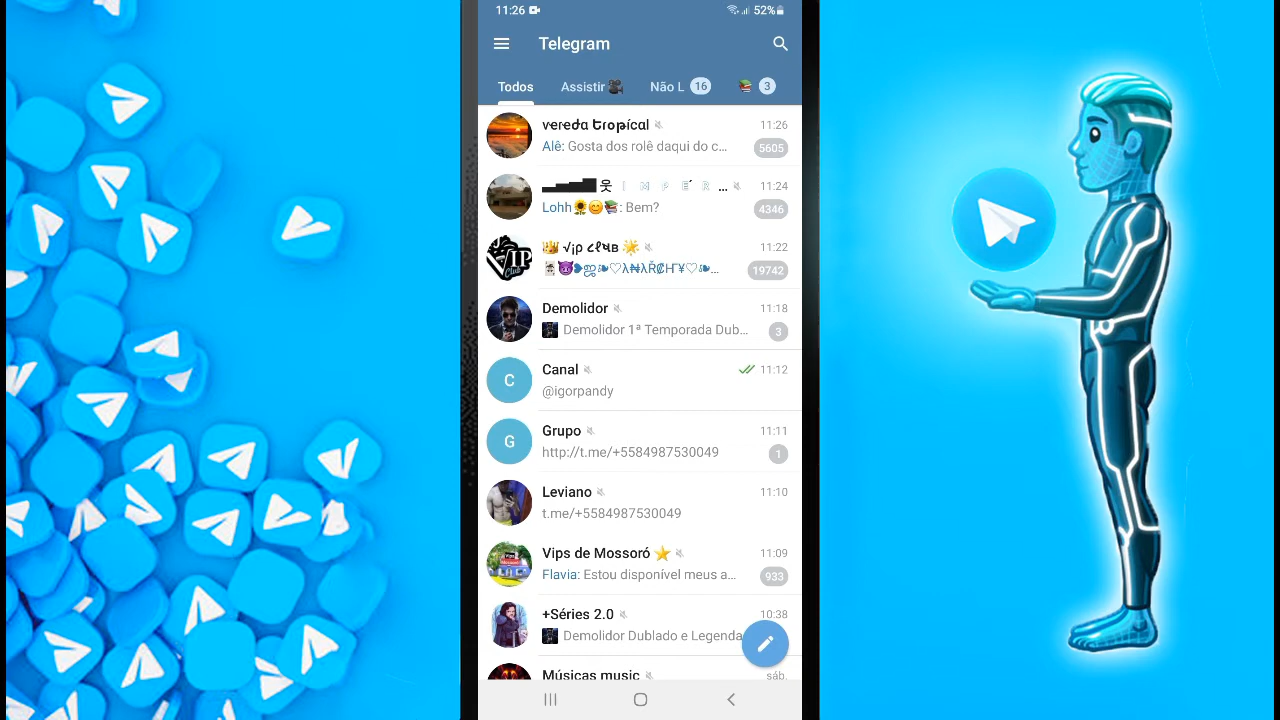 11:26 52%
Telegram
Todos Assistir🎥 Não L 16 📚 3
vereda Tropical 11:26
Alê: Gosta dos rolê daqui do c... 5605
웃 I M P É R ... 11:24
Lohh🌻😊📚: Bem? 4346
👑 √ip 11:22
19742
VIP
Club
Demolidor 11:18
Demolidor 1ª Temporada Dub... 3
C
Canal 11:12
@igorpandy
G
Grupo 11:11
http://t.me/+5584987530049 1
Leviano 11:10
t.me/+5584987530049
Vips de Mossoró ⭐ 11:09
Flavia: Estou disponível meus a... 933
+Séries 2.0 10:38
Demolidor Dublado e Legenda
Músicas music sáb.